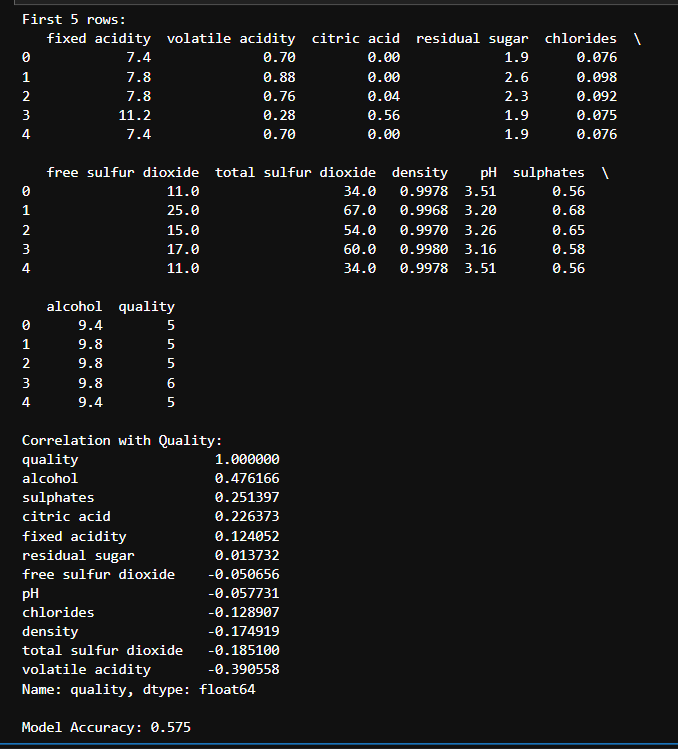 First 5 rows:
   fixed acidity  volatile acidity  citric acid  residual sugar  chlorides  \
0            7.4              0.70         0.00             1.9      0.076
1            7.8              0.88         0.00             2.6      0.098
2            7.8              0.76         0.04             2.3      0.092
3           11.2              0.28         0.56             1.9      0.075
4            7.4              0.70         0.00             1.9      0.076

   free sulfur dioxide  total sulfur dioxide  density    pH  sulphates  \
0                 11.0                  34.0   0.9978  3.51       0.56
1                 25.0                  67.0   0.9968  3.20       0.68
2                 15.0                  54.0   0.9970  3.26       0.65
3                 17.0                  60.0   0.9980  3.16       0.58
4                 11.0                  34.0   0.9978  3.51       0.56

   alcohol  quality
0      9.4        5
1      9.8        5
2      9.8        5
3      9.8        6
4      9.4        5

Correlation with Quality:
quality                 1.000000
alcohol                 0.476166
sulphates               0.251397
citric acid             0.226373
fixed acidity           0.124052
residual sugar          0.013732
free sulfur dioxide    -0.050656
pH                     -0.057731
chlorides              -0.128907
density                -0.174919
total sulfur dioxide   -0.185100
volatile acidity       -0.390558
Name: quality, dtype: float64

Model Accuracy: 0.575